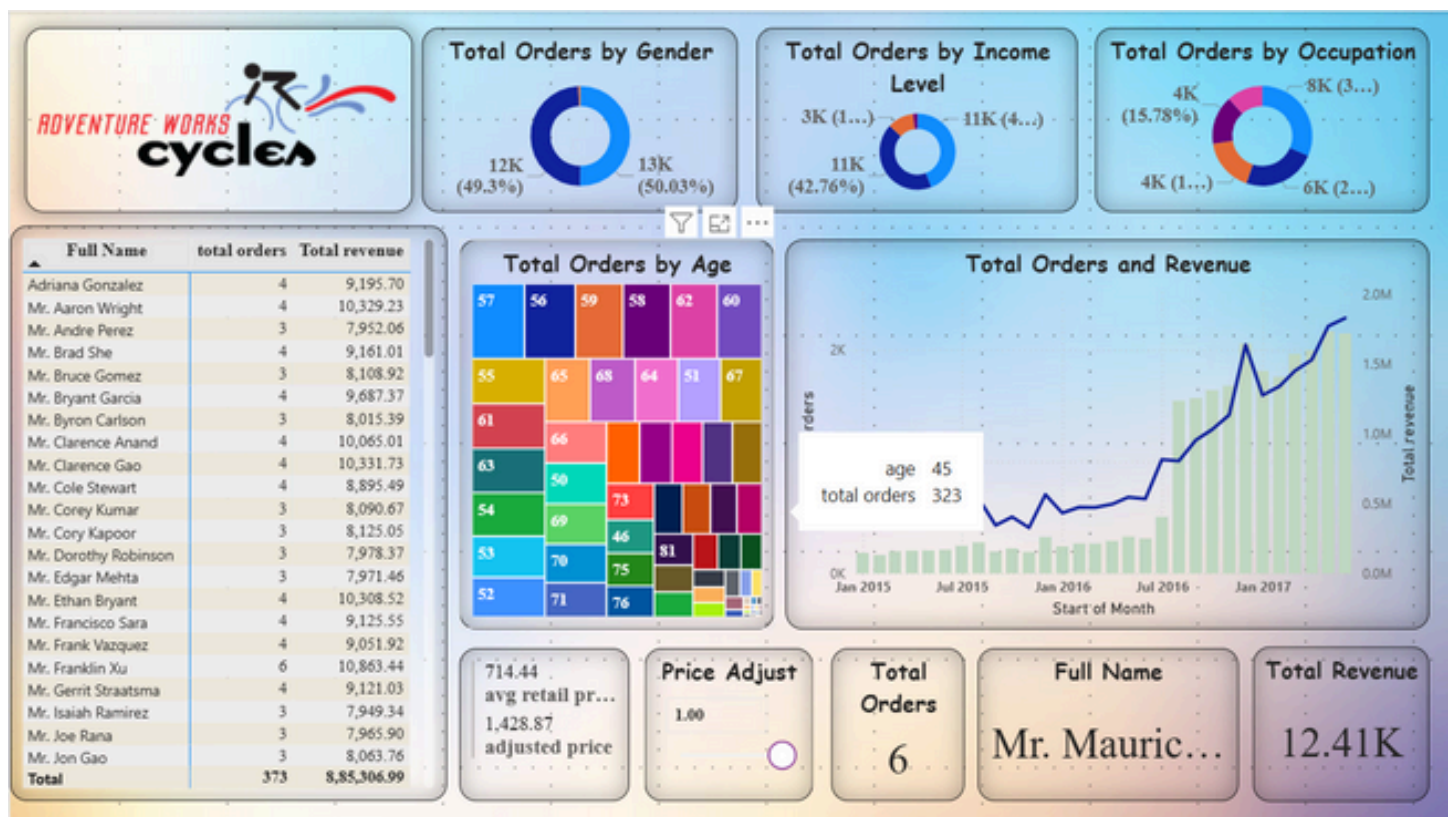 ADVENTURE WORKS
cycles
Total Orders by Gender
12K
(49.3%)
13K
(50.03%)
Total Orders by Income
Level
3K (1...)
11K (4...)
11K
(42.76%)
Total Orders by Occupation
4K
(15.78%)
8K (3...)
4K (1...)
6K (2...)
Full Name total orders Total revenue
Adriana Gonzalez 4 9,195.70
Mr. Aaron Wright 4 10,329.23
Mr. Andre Perez 3 7,952.06
Mr. Brad She 4 9,161.01
Mr. Bruce Gomez 3 8,108.92
Mr. Bryant Garcia 4 9,687.37
Mr. Byron Carlson 3 8,015.39
Mr. Clarence Anand 4 10,065.01
Mr. Clarence Gao 4 10,331.73
Mr. Cole Stewart 4 8,895.49
Mr. Corey Kumar 3 8,090.67
Mr. Cory Kapoor 3 8,125.05
Mr. Dorothy Robinson 3 7,978.37
Mr. Edgar Mehta 3 7,971.46
Mr. Ethan Bryant 4 10,308.52
Mr. Francisco Sara 4 9,125.55
Mr. Frank Vazquez 4 9,051.92
Mr. Franklin Xu 6 10,863.44
Mr. Gerrit Straatsma 4 9,121.03
Mr. Isaiah Ramirez 3 7,949.34
Mr. Joe Rana 3 7,965.90
Mr. Jon Gao 3 8,063.76
Total 373 8,85,306.99
Total Orders by Age
57 56 59 58 62 60
55 65 68 64 51 67
61
66
63
50
73
54
69
46
53
70
81
75
52
71
76
Total Orders and Revenue
2.0M
2K
1.5M
orders
1.0M
Total revenue
0.5M
0K
0.0M
Jan 2015 Jul 2015 Jan 2016 Jul 2016 Jan 2017
Start of Month
age 45
total orders 323
714.44
avg retail pr...
1,428.87
adjusted price
Price Adjust
1.00
Total
Orders
6
Full Name
Mr. Mauric...
Total Revenue
12.41K